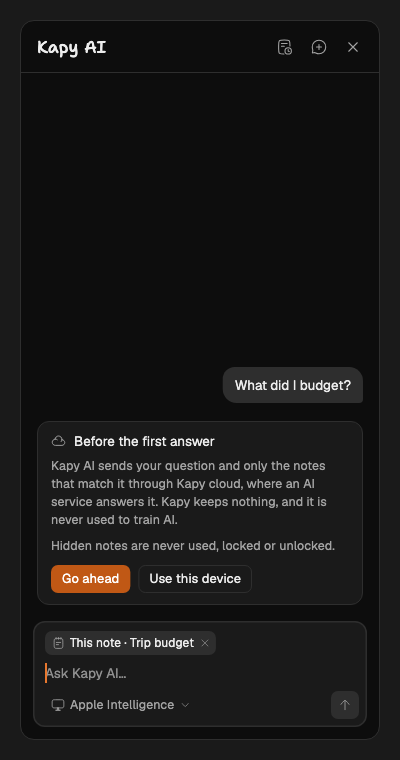 Kapy AI
What did I budget?
Before the first answer
Kapy AI sends your question and only the notes
that match it through Kapy cloud, where an AI
service answers it. Kapy keeps nothing, and it is
never used to train AI.
Hidden notes are never used, locked or unlocked.
Go ahead
Use this device
This note · Trip budget
Ask Kapy AI...
Apple Intelligence